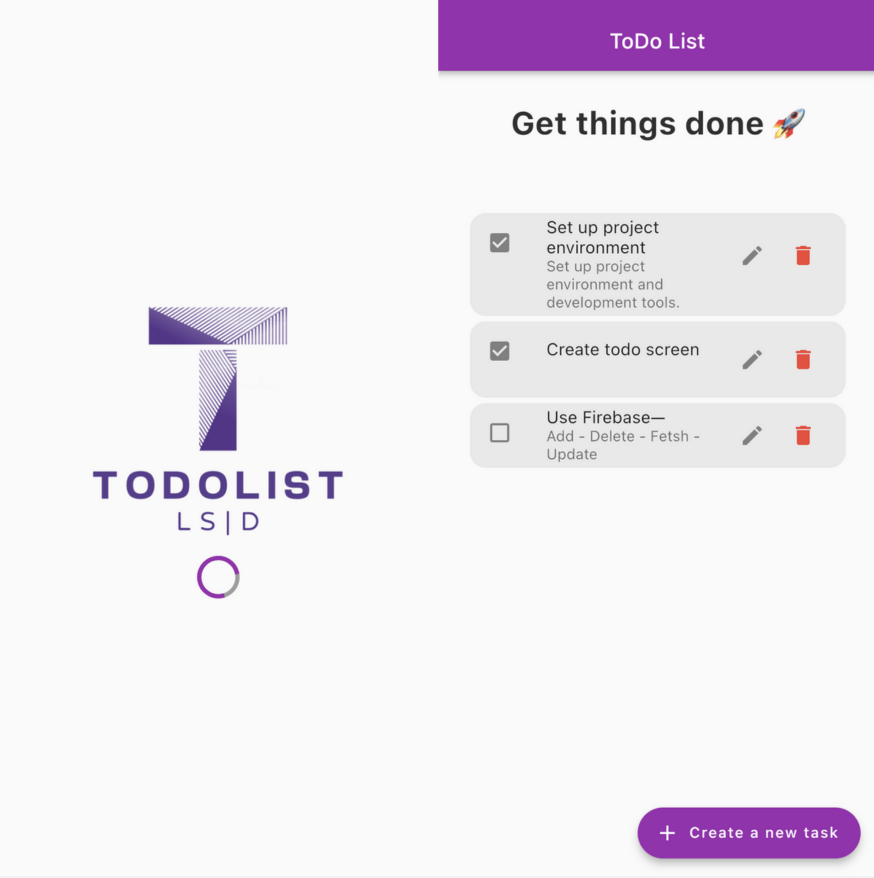 TODOLIST
LS|D
ToDo List
Get things done 🚀
Set up project
environment
Set up project
environment and
development tools.
Create todo screen
Use Firebase—
Add - Delete - Fetsh -
Update
+ Create a new task